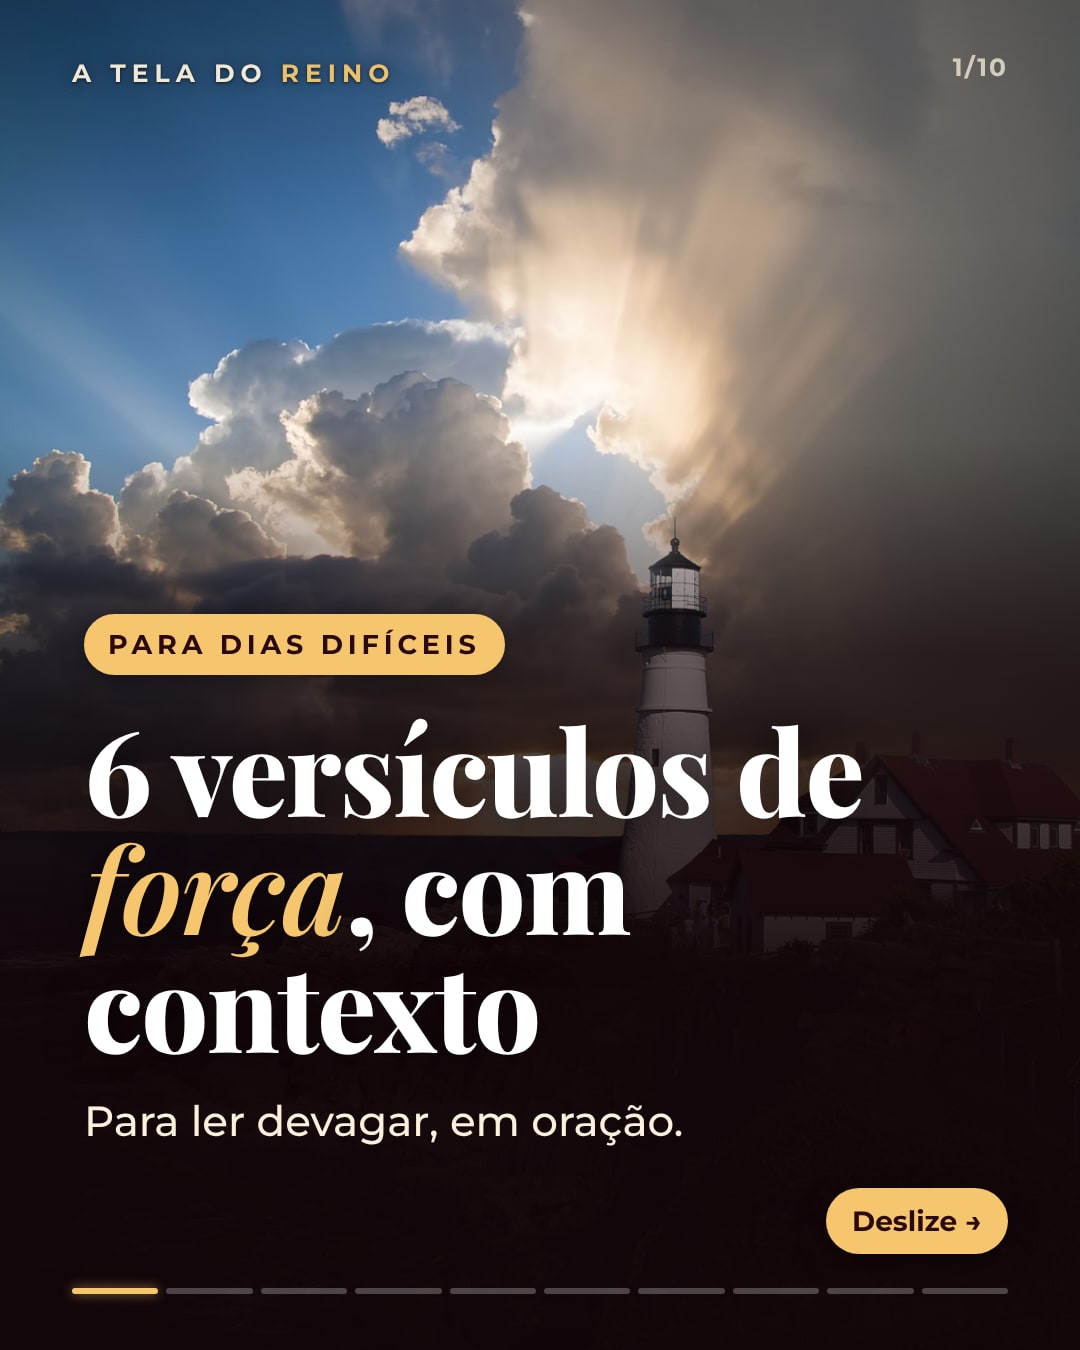 A TELA DO REINO
1/10
PARA DIAS DIFÍCEIS
6 versículos de
força, com
contexto
Para ler devagar, em oração.
Deslize →